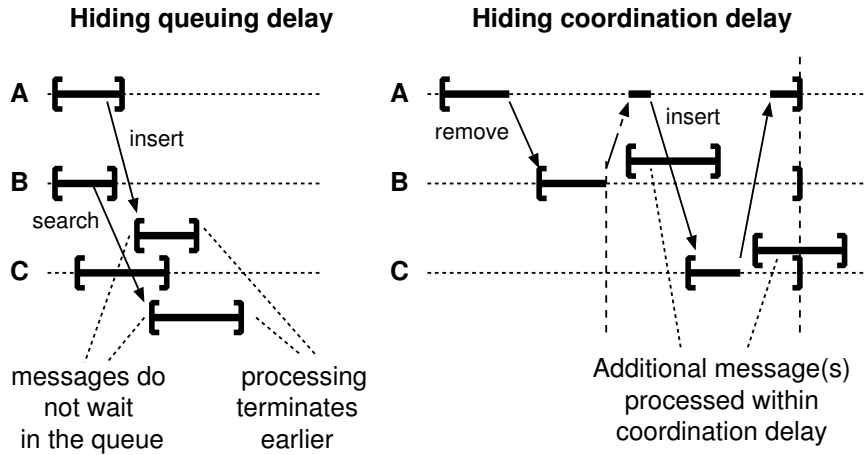 Hiding queuing delay
A
insert
B
search
C
messages do
not wait
in the queue
processing
terminates
earlier
Hiding coordination delay
A
remove
insert
B
C
Additional message(s)
processed within
coordination delay